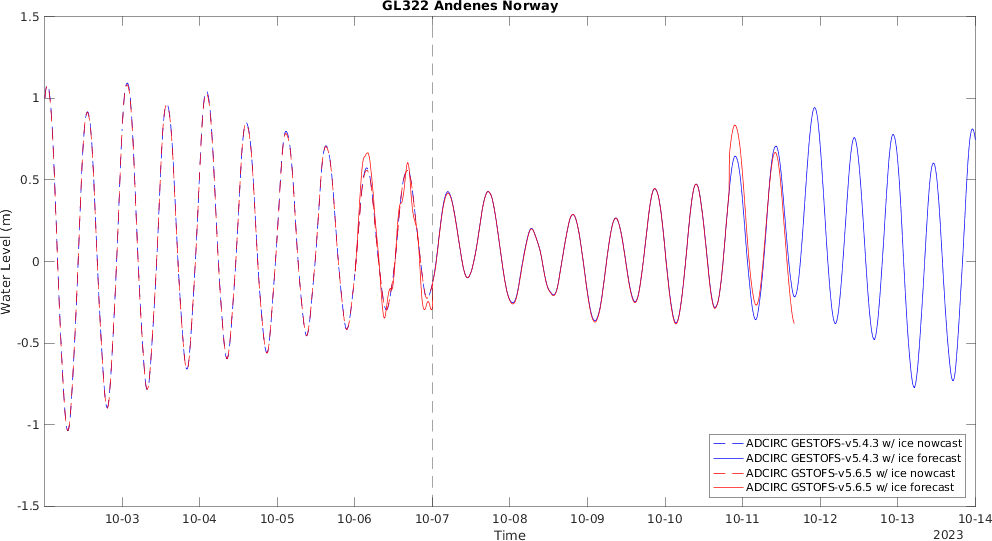 GL322 Andenes Norway
1.5
1
0.5
0
-0.5
-1
-1.5
Water Level (m)
10-03
10-04
10-05
10-06
10-07
10-08
10-09
10-10
10-11
10-12
10-13
10-14
Time
2023
ADCIRC GESTOFS-v5.4.3 w/ ice nowcast
ADCIRC GESTOFS-v5.4.3 w/ ice forecast
ADCIRC GSTOFS-v5.6.5 w/ ice nowcast
ADCIRC GSTOFS-v5.6.5 w/ ice forecast